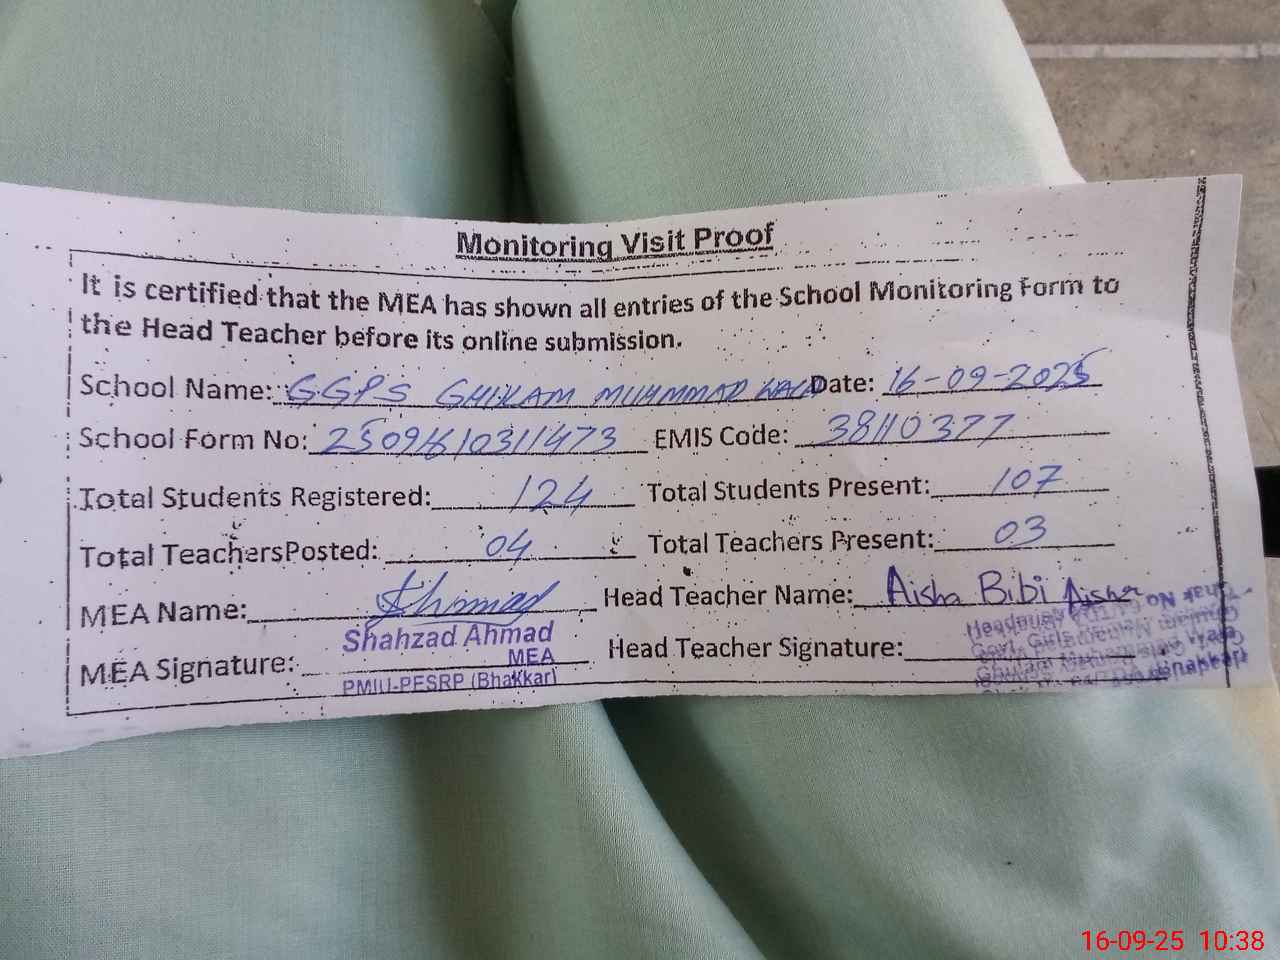 Monitoring Visit Proof
It is certified that the MEA has shown all entries of the School Monitoring Form to
the Head Teacher before its online submission.
School Name: GGPS GHULAM MUHAMMAD WALA Date: 16-09-2025
School Form No: 25091610311473 EMIS Code: 38110377
Total Students Registered: 124 Total Students Present: 107
Total Teachers Posted: 04 Total Teachers Present: 03
MEA Name: Ahmad Head Teacher Name: Aisha Bibi Aisha
Shahzad Ahmad
MEA Signature: MEA Head Teacher Signature:
PMIU-PESRP (Bhakkar)
16-09-25 10:38